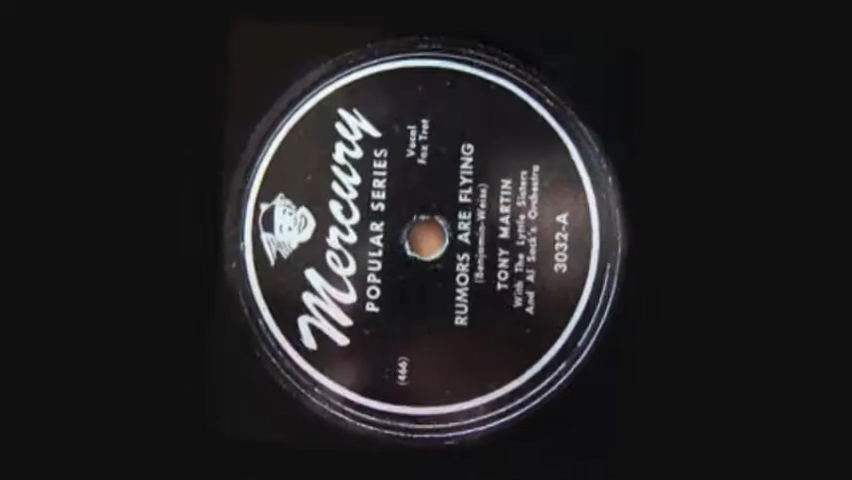 Mercury
POPULAR SERIES
(466)
Vocal
Fox Trot
RUMORS ARE FLYING
(Benjamin-Weiss)
TONY MARTIN
With The Lyttle Sisters
And Al Sack's Orchestra
3032-A